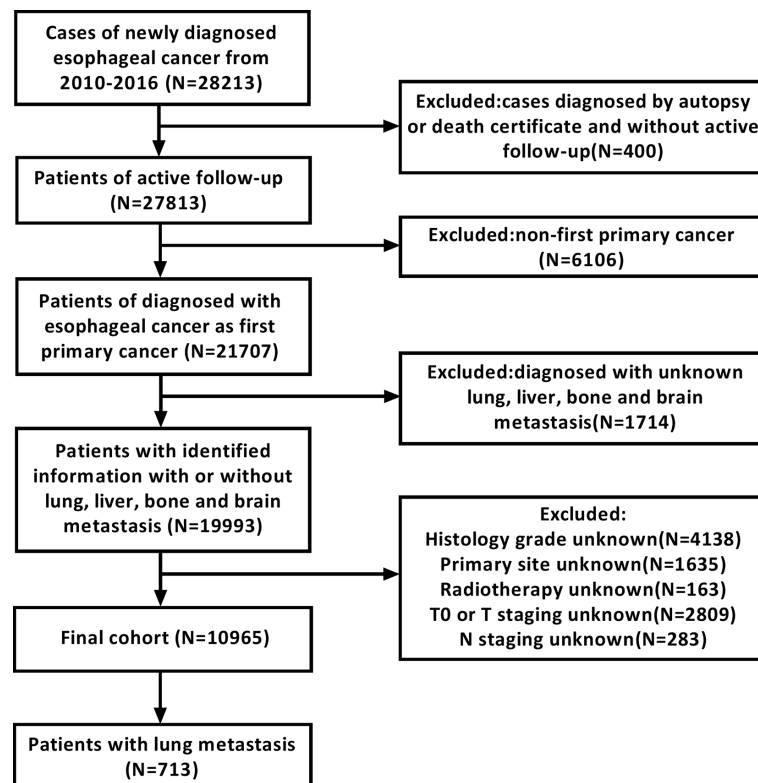 Cases of newly diagnosed
esophageal cancer from
2010-2016 (N=28213)
Excluded:cases diagnosed by autopsy
or death certificate and without active
follow-up(N=400)
Patients of active follow-up
(N=27813)
Excluded:non-first primary cancer
(N=6106)
Patients of diagnosed with
esophageal cancer as first
primary cancer (N=21707)
Excluded:diagnosed with unknown
lung, liver, bone and brain
metastasis(N=1714)
Patients with identified
information with or without
lung, liver, bone and brain
metastasis (N=19993)
Excluded:
Histology grade unknown(N=4138)
Primary site unknown(N=1635)
Radiotherapy unknown(N=163)
T0 or T staging unknown(N=2809)
N staging unknown(N=283)
Final cohort (N=10965)
Patients with lung metastasis
(N=713)